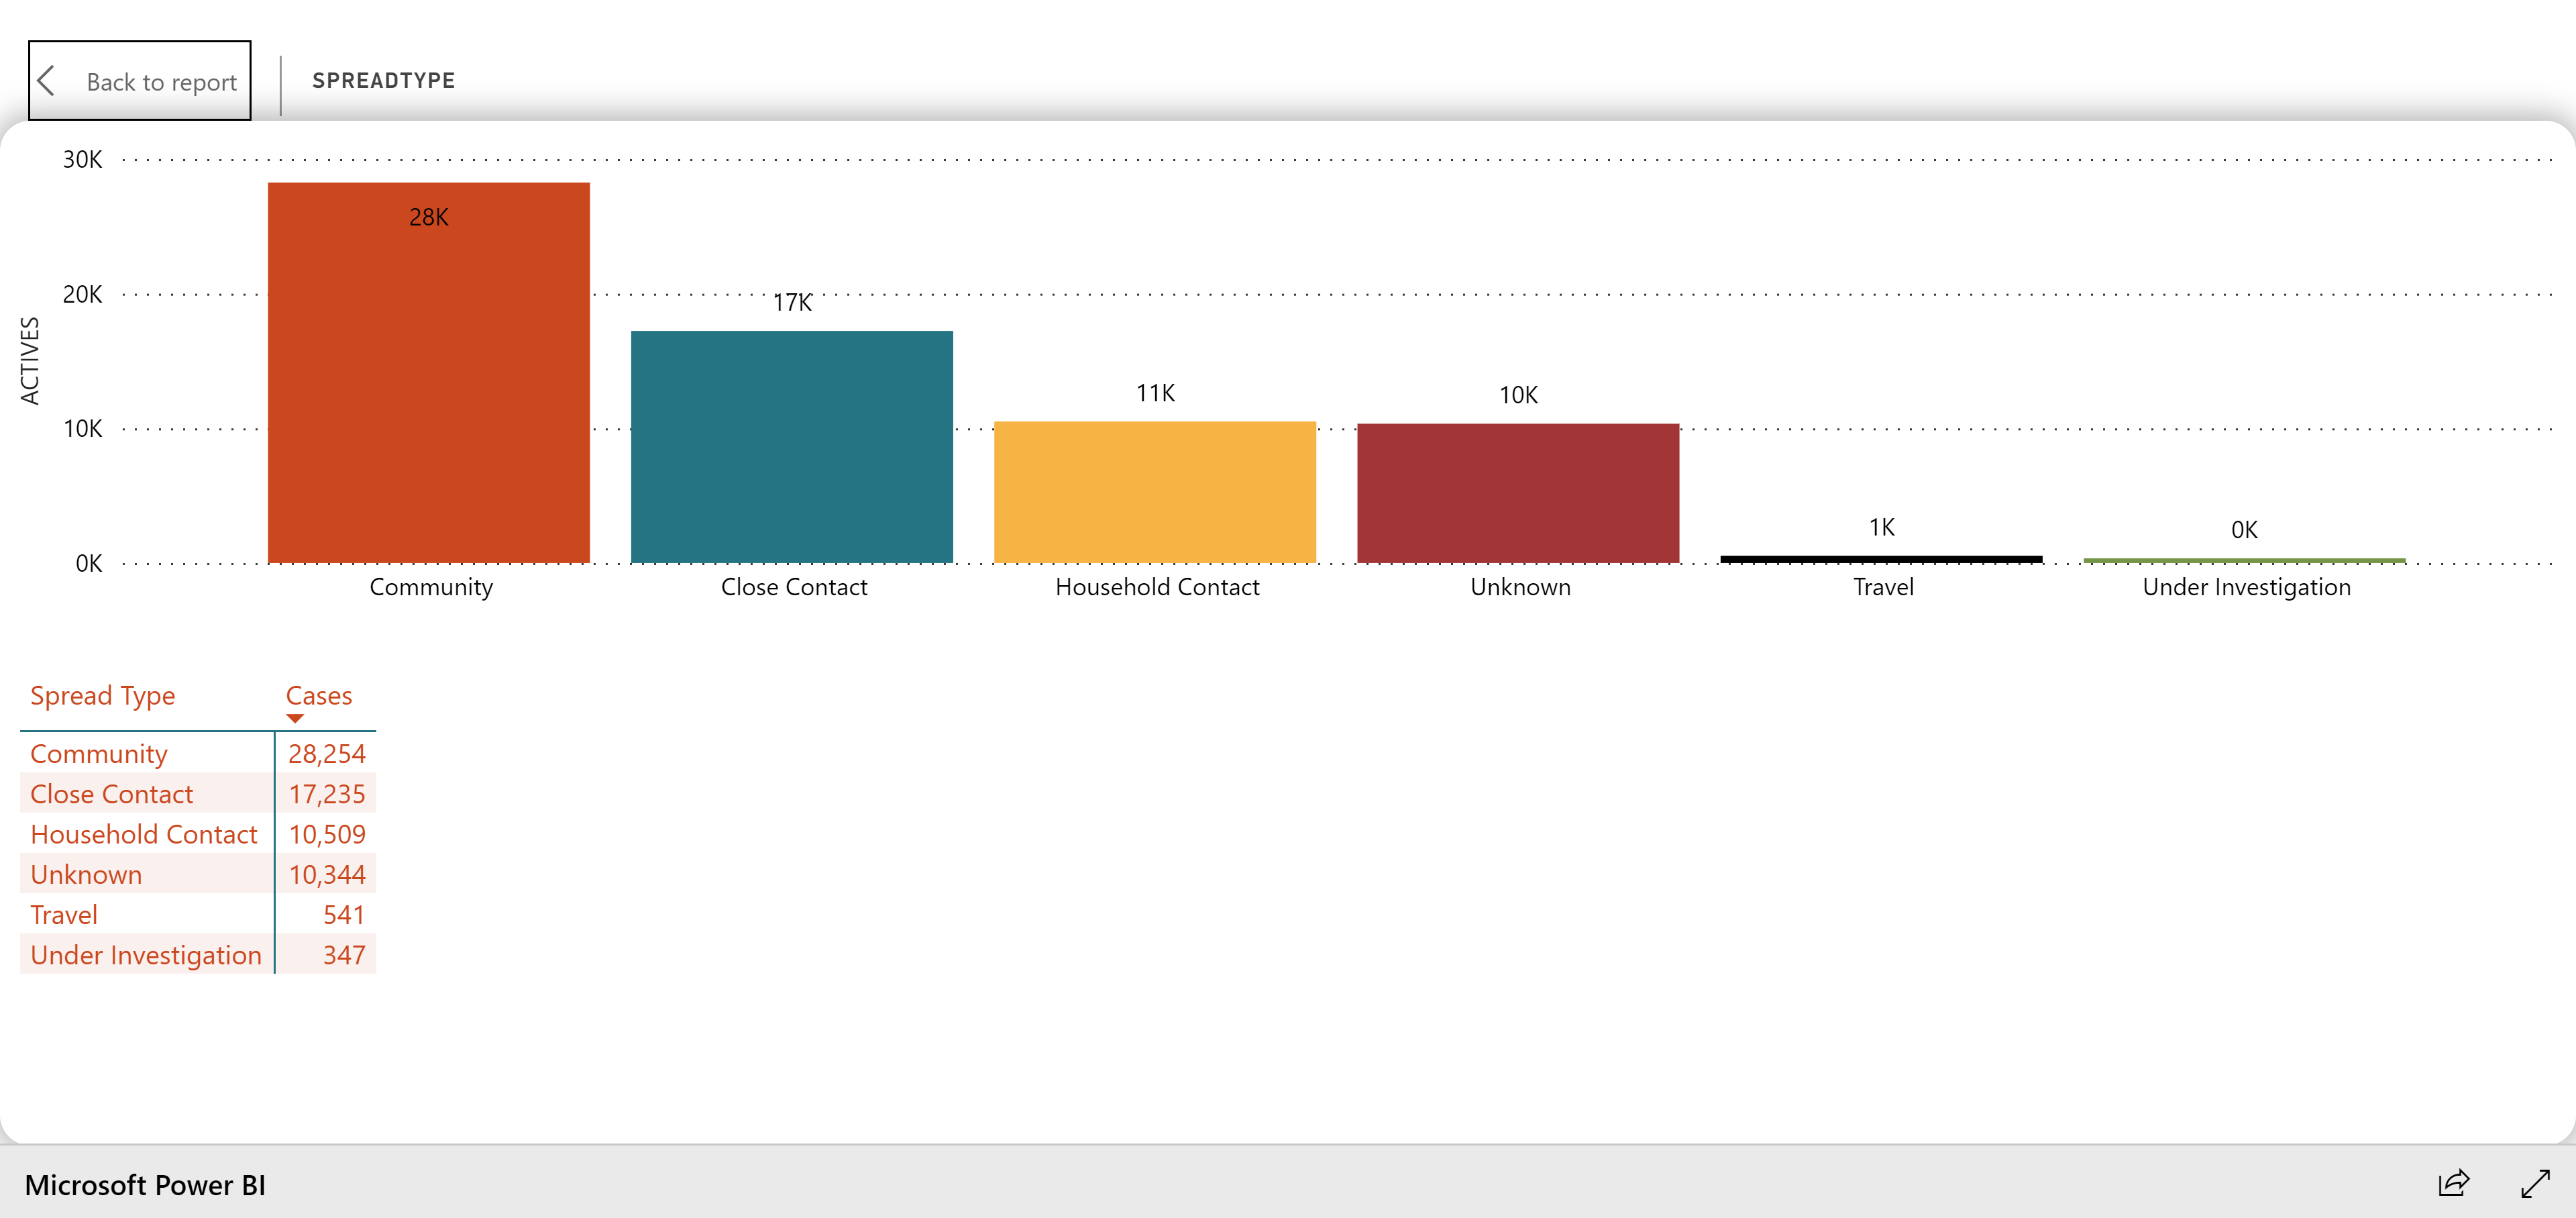 Back to report
SPREADTYPE
30K
20K
10K
0K
ACTIVES
28K
17K
11K
10K
1K
0K
Community
Close Contact
Household Contact
Unknown
Travel
Under Investigation
Spread Type Cases
Community 28,254
Close Contact 17,235
Household Contact 10,509
Unknown 10,344
Travel 541
Under Investigation 347
Microsoft Power BI